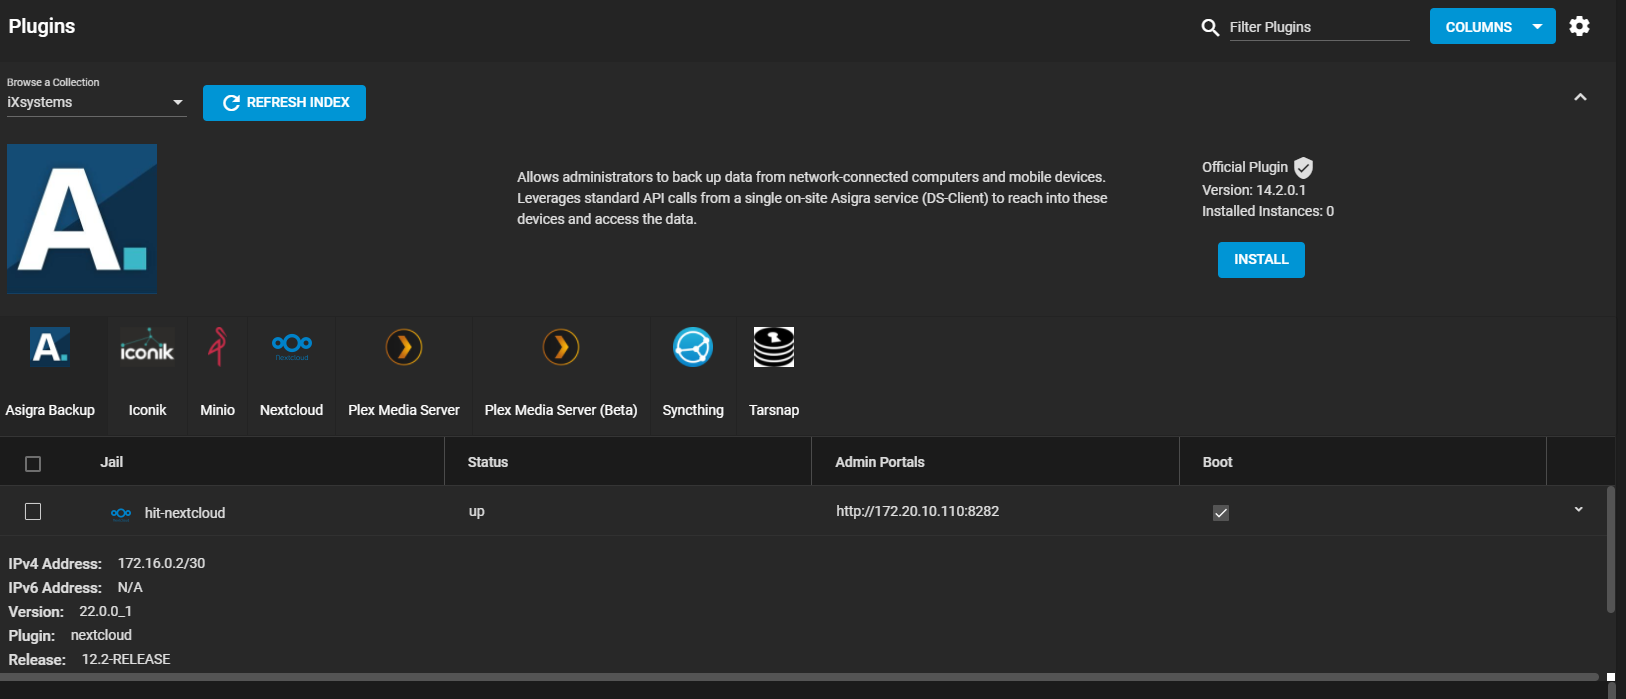 Plugins
Filter Plugins
COLUMNS
Browse a Collection
iXsystems
REFRESH INDEX
A.
Allows administrators to back up data from network-connected computers and mobile devices.
Leverages standard API calls from a single on-site Asigra service (DS-Client) to reach into these
devices and access the data.
Official Plugin
Version: 14.2.0.1
Installed Instances: 0
INSTALL
A.
iconik
Nextcloud
Asigra Backup
Iconik
Minio
Nextcloud
Plex Media Server
Plex Media Server (Beta)
Syncthing
Tarsnap
Jail
Status
Admin Portals
Boot
hit-nextcloud
up
http://172.20.10.110:8282
IPv4 Address: 172.16.0.2/30
IPv6 Address: N/A
Version: 22.0.0_1
Plugin: nextcloud
Release: 12.2-RELEASE